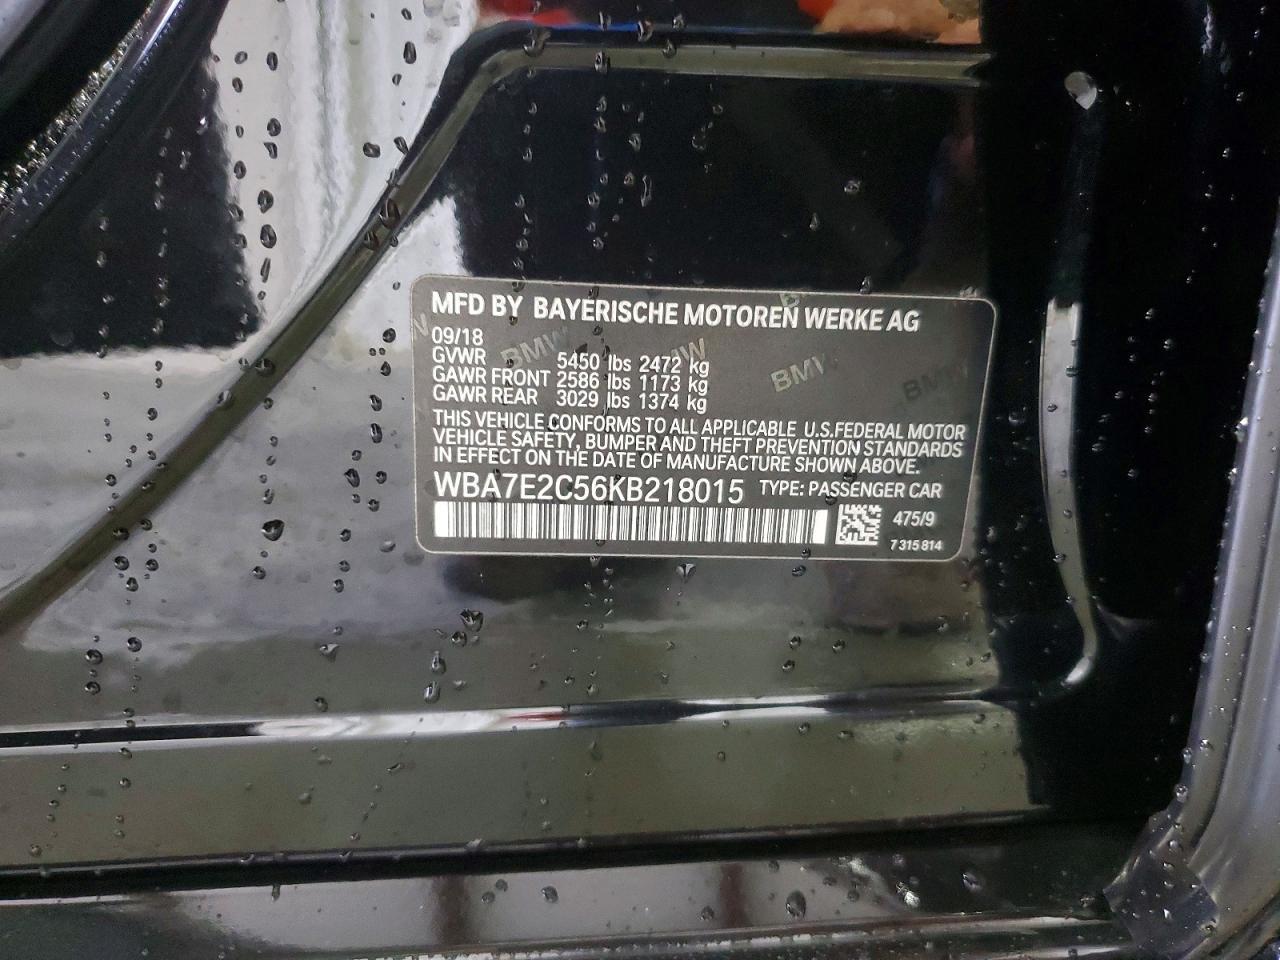 MFD BY BAYERISCHE MOTOREN WERKE AG
09/18
GVWR 5450 lbs 2472 kg
GAWR FRONT 2586 lbs 1173 kg
GAWR REAR 3029 lbs 1374 kg
THIS VEHICLE CONFORMS TO ALL APPLICABLE U.S.FEDERAL MOTOR
VEHICLE SAFETY, BUMPER AND THEFT PREVENTION STANDARDS
IN EFFECT ON THE DATE OF MANUFACTURE SHOWN ABOVE.
WBA7E2C56KB218015 TYPE: PASSENGER CAR
475/9
7 315 814
BMW
BMW
BMW